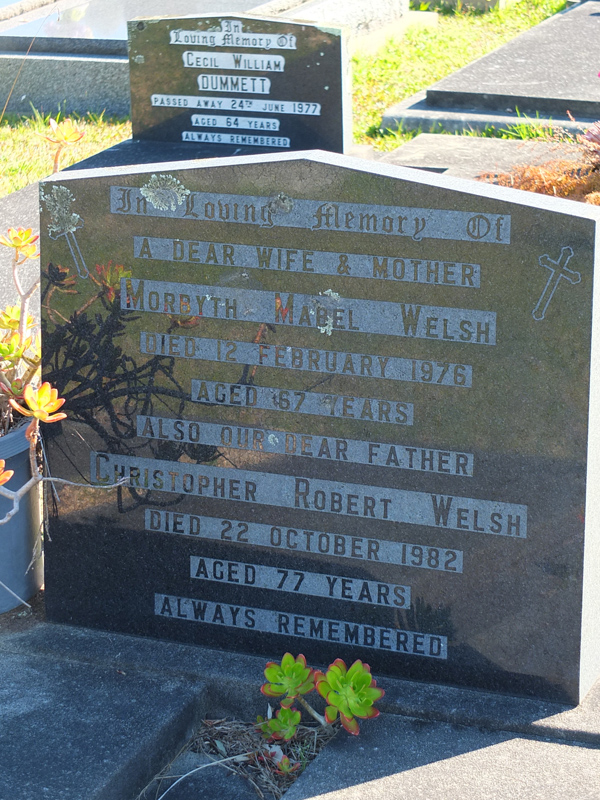 In
Loving Memory Of
CECIL WILLIAM
DUMMETT
PASSED AWAY 24TH JUNE 1977
AGED 64 YEARS
ALWAYS REMEMBERED
In Loving Memory Of
A DEAR WIFE & MOTHER
MORBYTH MABEL WELSH
DIED 12 FEBRUARY 1976
AGED 67 YEARS
ALSO OUR DEAR FATHER
CHRISTOPHER ROBERT WELSH
DIED 22 OCTOBER 1982
AGED 77 YEARS
ALWAYS REMEMBERED